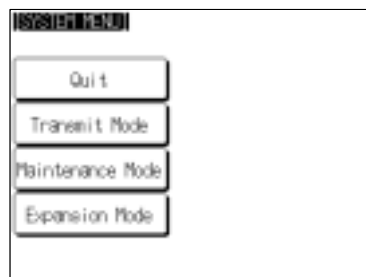 [SYSTEM MENU]
Quit
Transmit Mode
Maintenance Mode
Expansion Mode